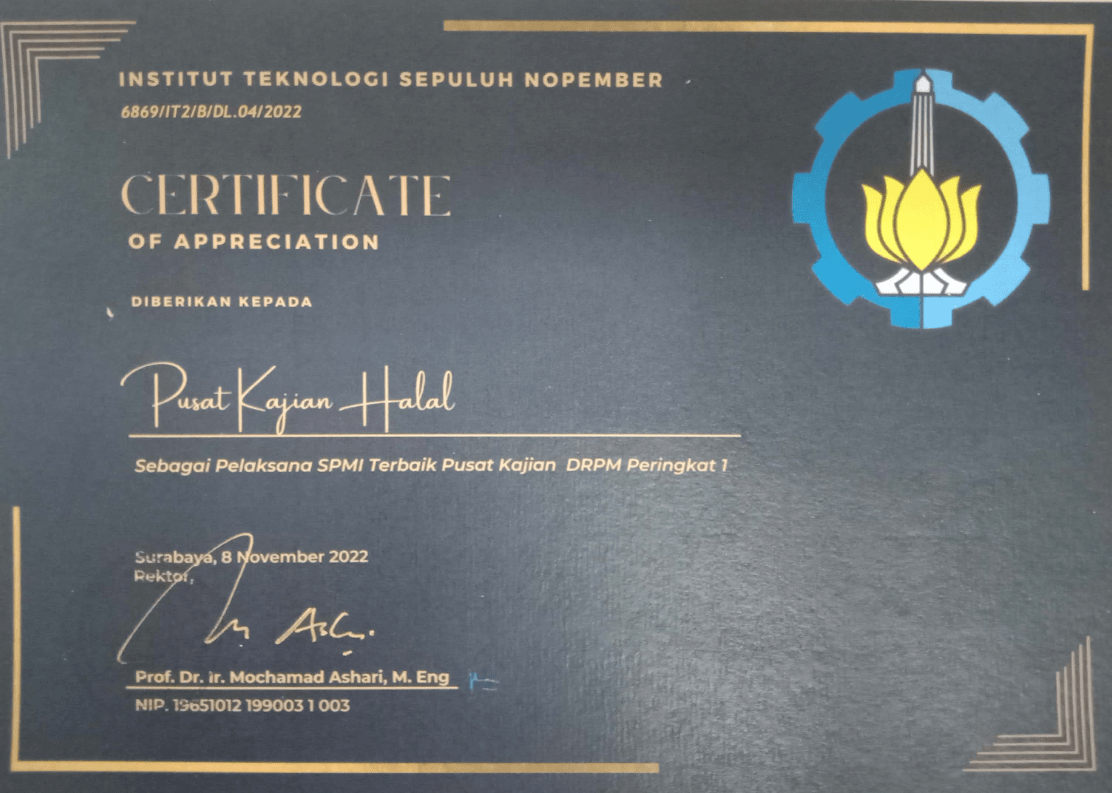 INSTITUT TEKNOLOGI SEPULUH NOPEMBER
6869/IT2/B/DL.04/2022
CERTIFICATE
OF APPRECIATION
DIBERIKAN KEPADA
Pusat Kajian Halal
Sebagai Pelaksana SPMI Terbaik Pusat Kajian DRPM Peringkat 1
Surabaya, 8 November 2022
Rektor,
Prof. Dr. Ir. Mochamad Ashari, M. Eng
NIP. 19651012 199003 1 003